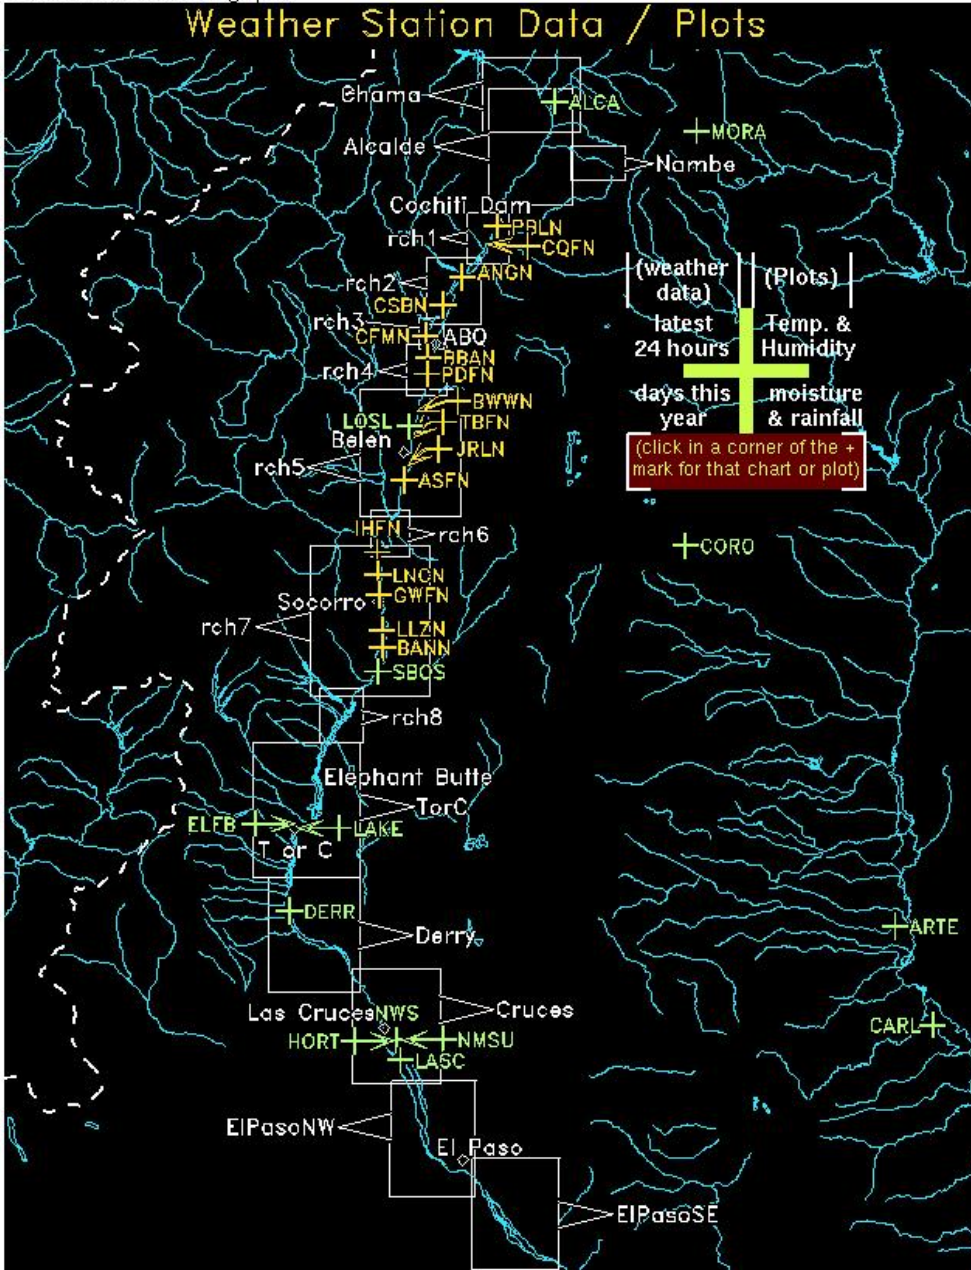 Weather Station Data / Plots
Chama
ALCA
MORA
Alcalde
Nambe
Cochiti Dam
PBLN
rch1
CQFN
ANGN
rch2
CSBN
rch3
CFMN
ABQ
BBAN
rch4
PDFN
(weather data)
(Plots)
latest 24 hours
Temp. & Humidity
days this year
moisture & rainfall
(click in a corner of the +
mark for that chart or plot)
BWWN
LOSL
TBFN
Belen
JRLN
rch5
ASFN
IHFN
rch6
CORO
LNCN
Socorro
GWFN
rch7
LLZN
BANN
SBOS
rch8
Elephant Butte
TorC
ELFB
LAKE
T or C
DERR
ARTE
Derry
Las Cruces
NWS
Cruces
CARL
HORT
NMSU
LASC
ElPasoNW
El Paso
ElPasoSE